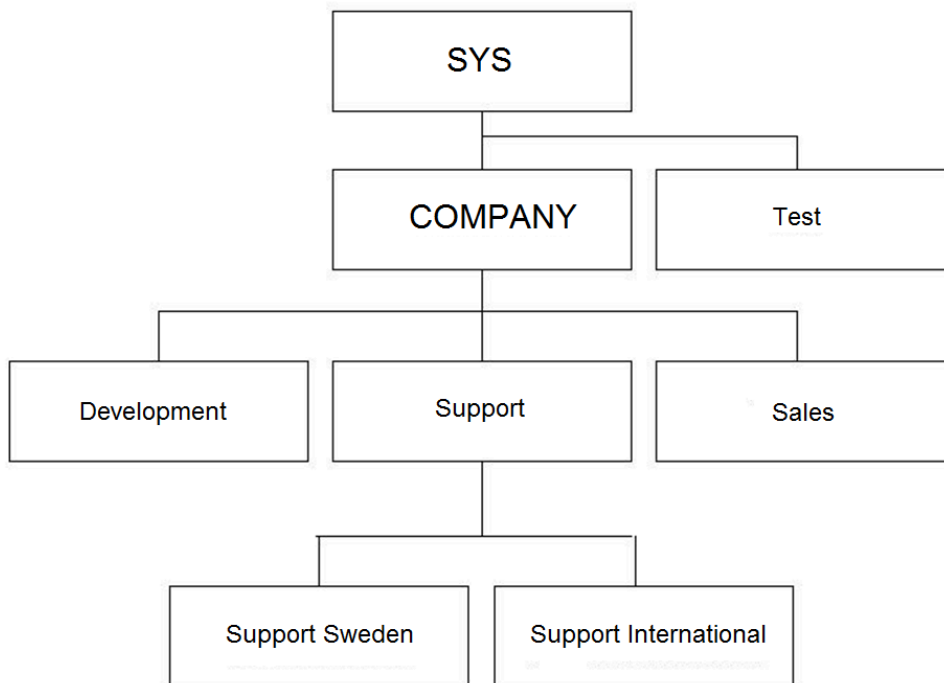 SYS
COMPANY
Test
Development
Support
Sales
Support Sweden
Support International